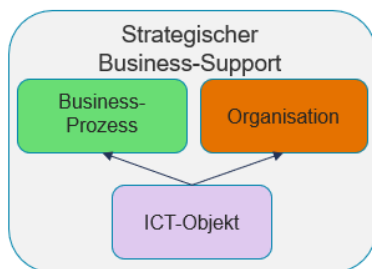 Strategischer
Business-Support
Business-
Prozess
Organisation
ICT-Objekt